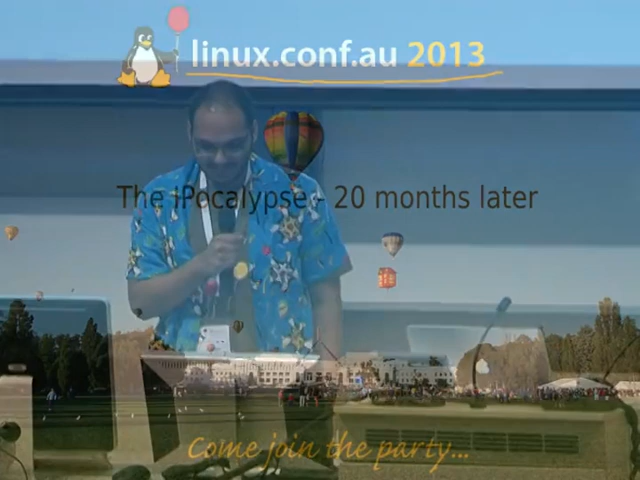 linux.conf.au 2013
The iPocalypse - 20 months later
Come join the party...